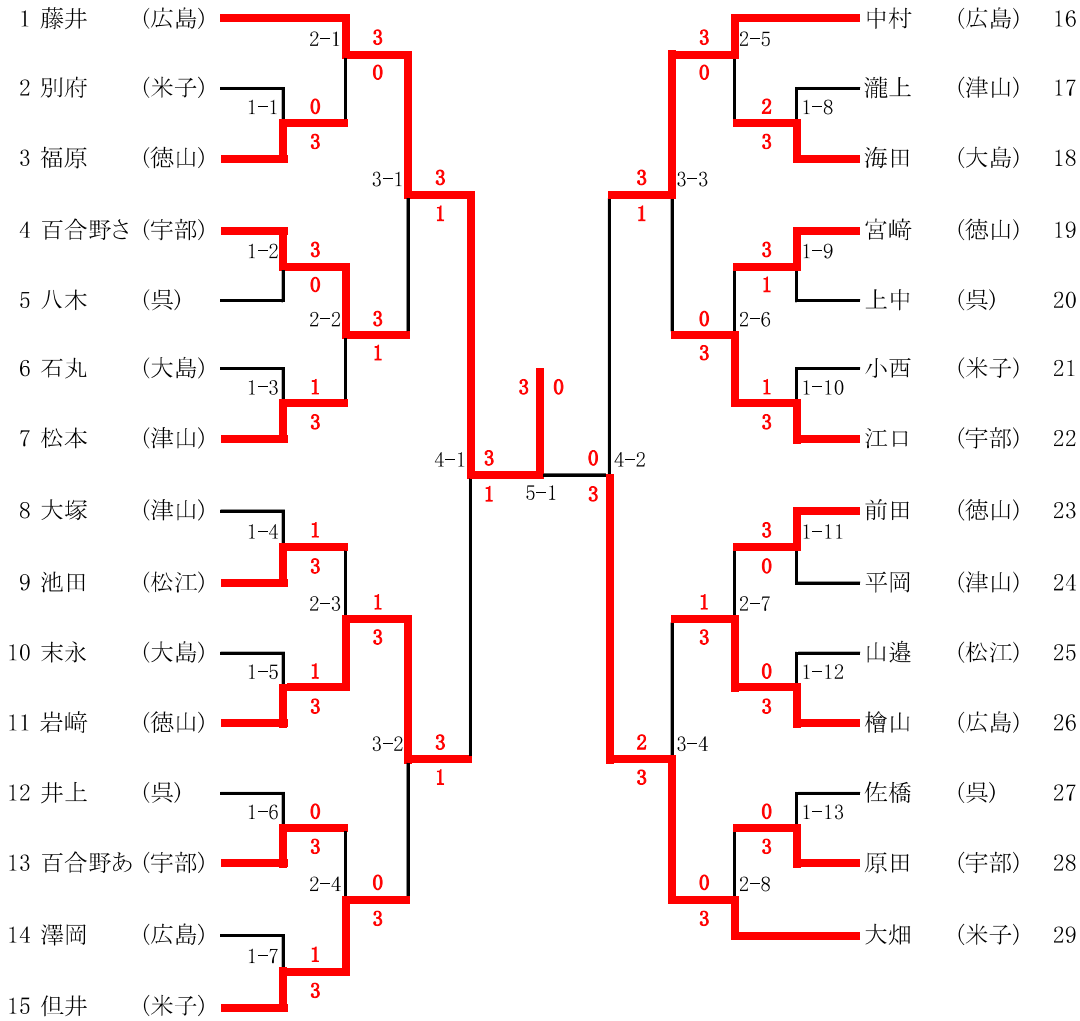 1 藤井 (広島)
2-1
3
0
2 別府 (米子)
1-1
0
3
3 福原 (徳山)
3-1
3
1
4 百合野さ (宇部)
1-2
3
0
5 八木 (呉)
2-2
3
1
6 石丸 (大島)
1-3
1
3
7 松本 (津山)
4-1
3
1
8 大塚 (津山)
1-4
1
3
9 池田 (松江)
2-3
1
3
10 末永 (大島)
1-5
1
3
11 岩﨑 (徳山)
3-2
3
1
12 井上 (呉)
1-6
0
3
13 百合野あ (宇部)
2-4
0
3
14 澤岡 (広島)
1-7
1
3
15 但井 (米子)
3 0
5-1
中村 (広島) 16
2-5
3
0
瀧上 (津山) 17
1-8
2
3
海田 (大島) 18
3-3
3
1
宮﨑 (徳山) 19
1-9
3
1
上中 (呉) 20
2-6
0
3
小西 (米子) 21
1-10
1
3
江口 (宇部) 22
4-2
0
3
前田 (徳山) 23
1-11
3
0
平岡 (津山) 24
2-7
1
3
山邉 (松江) 25
1-12
0
3
檜山 (広島) 26
3-4
2
3
佐橋 (呉) 27
1-13
0
3
原田 (宇部) 28
2-8
0
3
大畑 (米子) 29